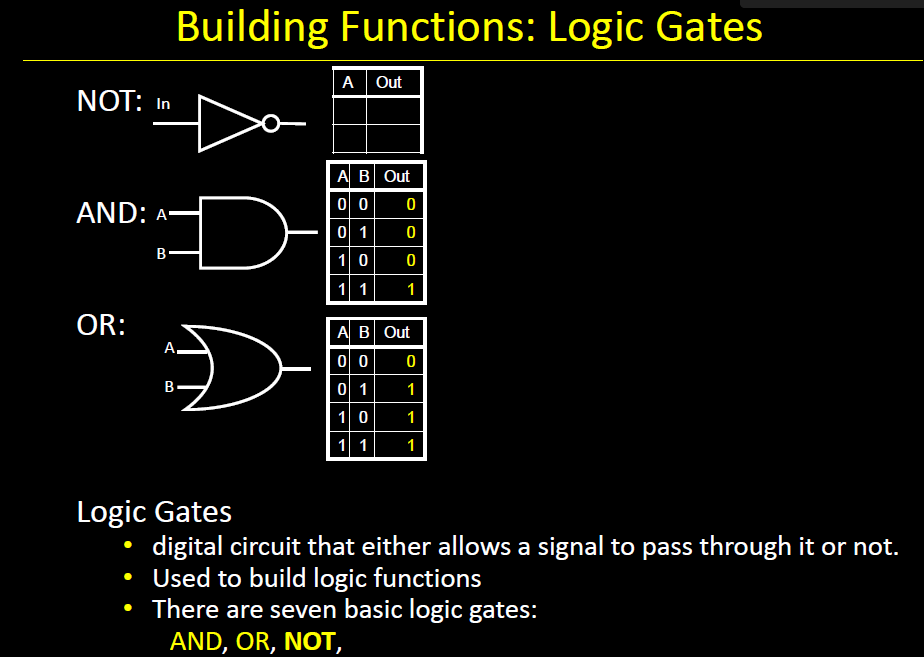 Building Functions: Logic Gates
NOT: In
A Out
AND: A
B
A B Out
0 0 0
0 1 0
1 0 0
1 1 1
OR:
A
B
A B Out
0 0 0
0 1 1
1 0 1
1 1 1
Logic Gates
• digital circuit that either allows a signal to pass through it or not.
• Used to build logic functions
• There are seven basic logic gates:
AND, OR, NOT,